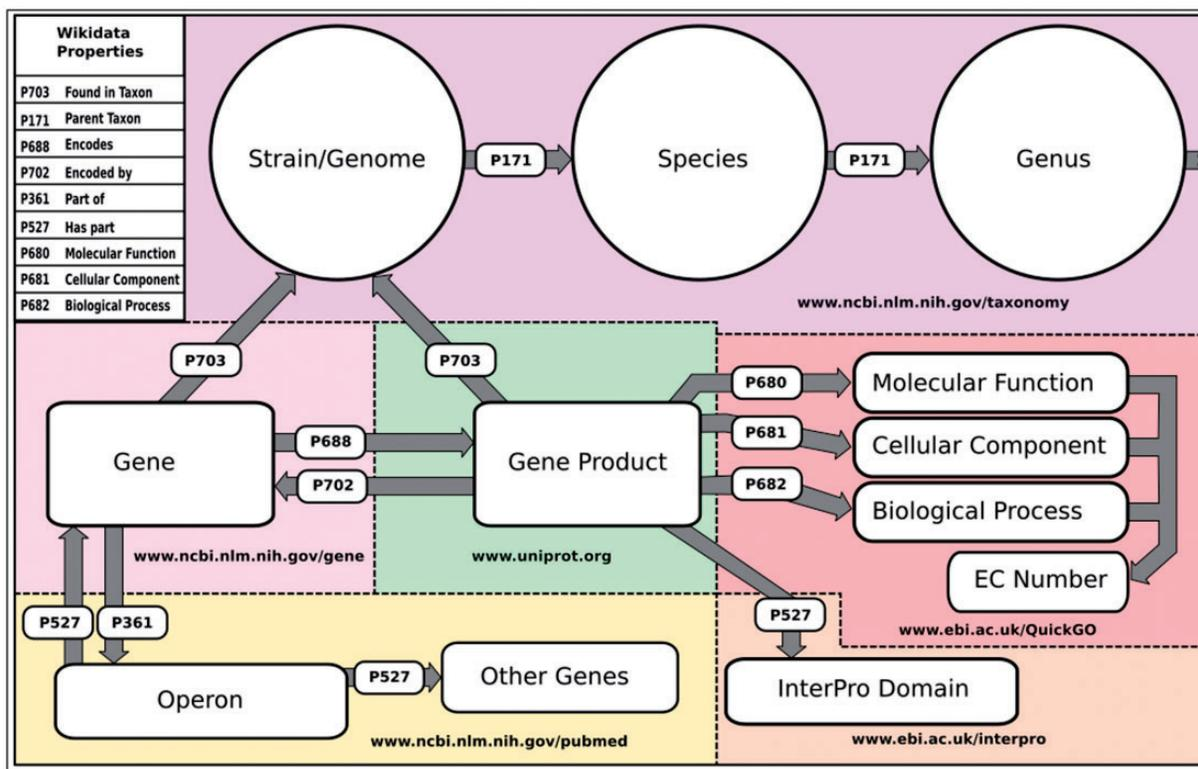 Wikidata
Properties
P703 Found in Taxon
P171 Parent Taxon
P688 Encodes
P702 Encoded by
P361 Part of
P527 Has part
P680 Molecular Function
P681 Cellular Component
P682 Biological Process
Strain/Genome
P171
Species
P171
Genus
www.ncbi.nlm.nih.gov/taxonomy
P703
P703
Gene
P688
P702
Gene Product
www.ncbi.nlm.nih.gov/gene
www.uniprot.org
P680
P681
P682
Molecular Function
Cellular Component
Biological Process
EC Number
www.ebi.ac.uk/QuickGO
P527
P361
P527
Operon
P527
Other Genes
www.ncbi.nlm.nih.gov/pubmed
InterPro Domain
www.ebi.ac.uk/interpro